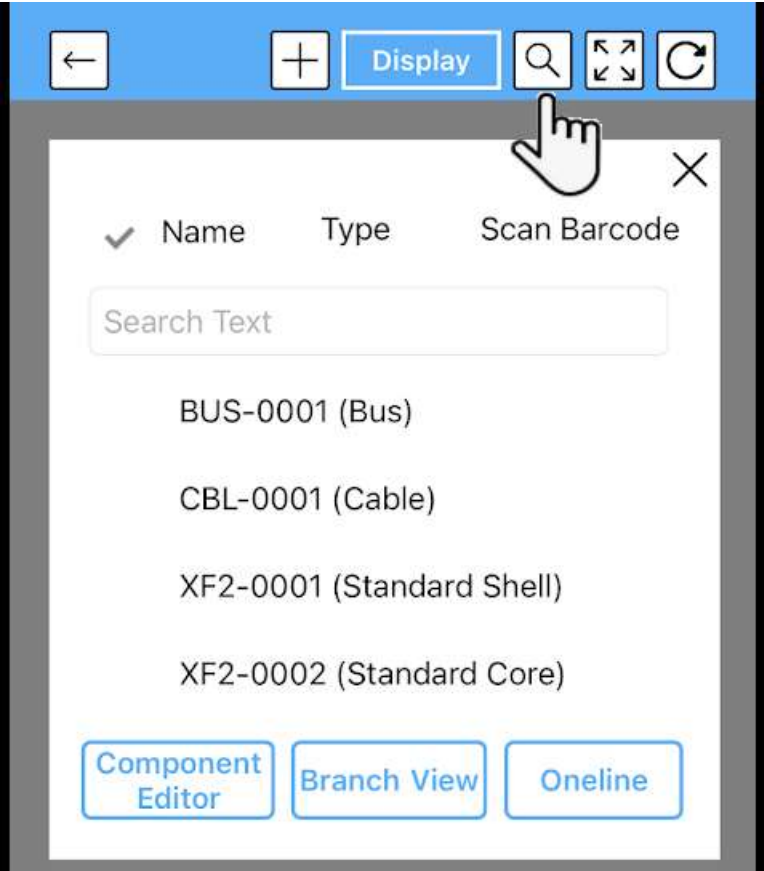 Display
Name Type Scan Barcode
Search Text
BUS-0001 (Bus)
CBL-0001 (Cable)
XF2-0001 (Standard Shell)
XF2-0002 (Standard Core)
Component
Editor
Branch View
Oneline